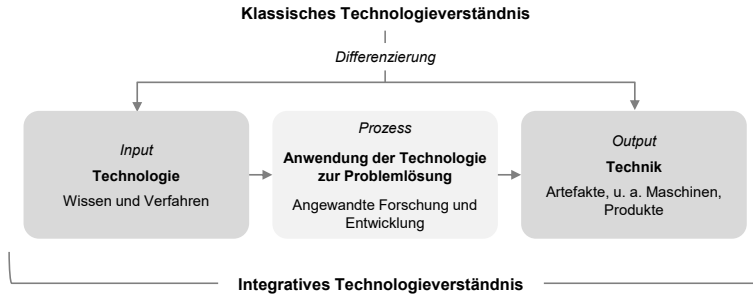 Klassisches Technologieverständnis
Differenzierung
Input
Technologie
Wissen und Verfahren
Prozess
Anwendung der Technologie
zur Problemlösung
Angewandte Forschung und
Entwicklung
Output
Technik
Artefakte, u. a. Maschinen,
Produkte
Integratives Technologieverständnis